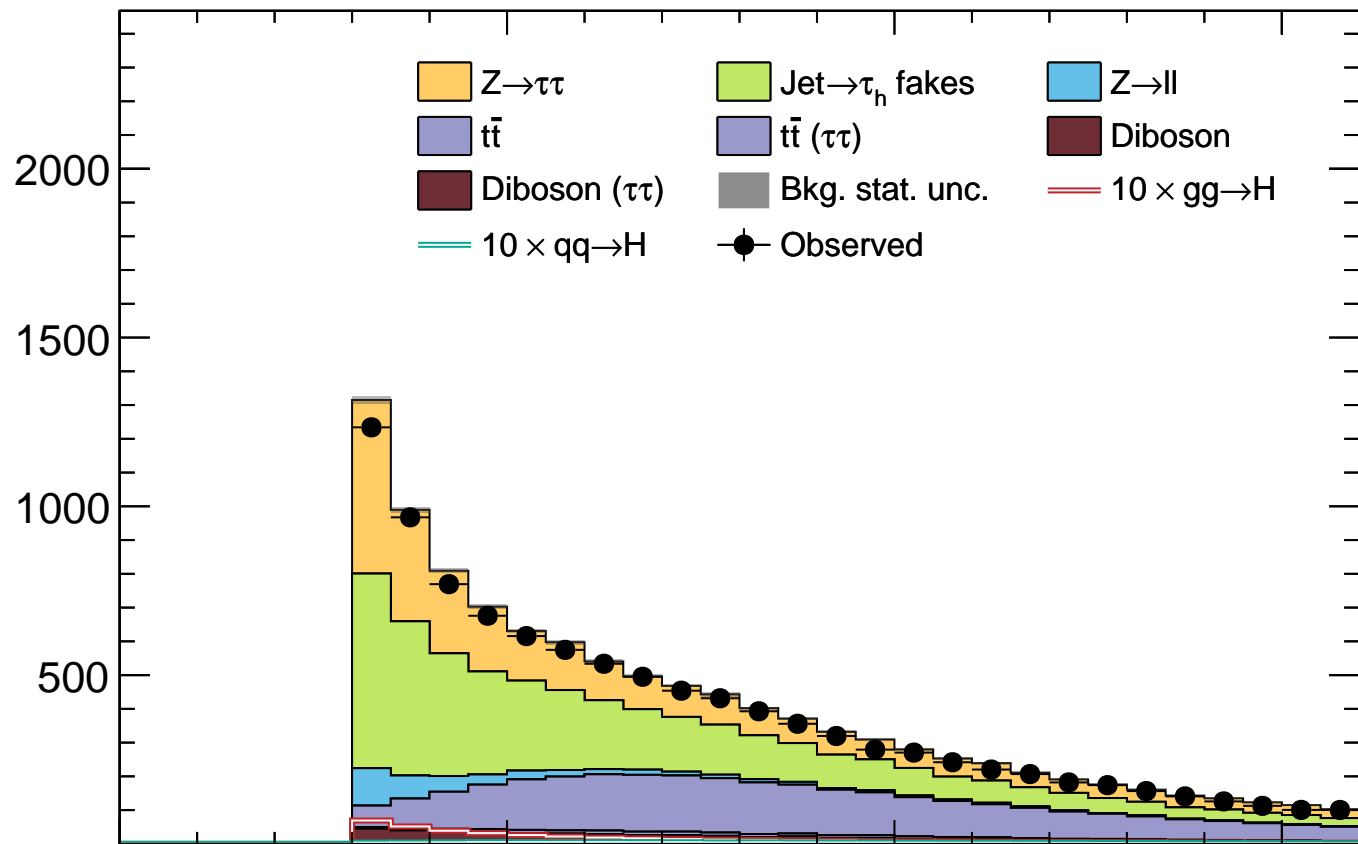 Z→ττ Jet→τh fakes Z→ll
tt̄ tt̄ (ττ) Diboson
2000
Diboson (ττ) Bkg. stat. unc. 10 × gg→H
10 × qq→H Observed
1500
1000
500